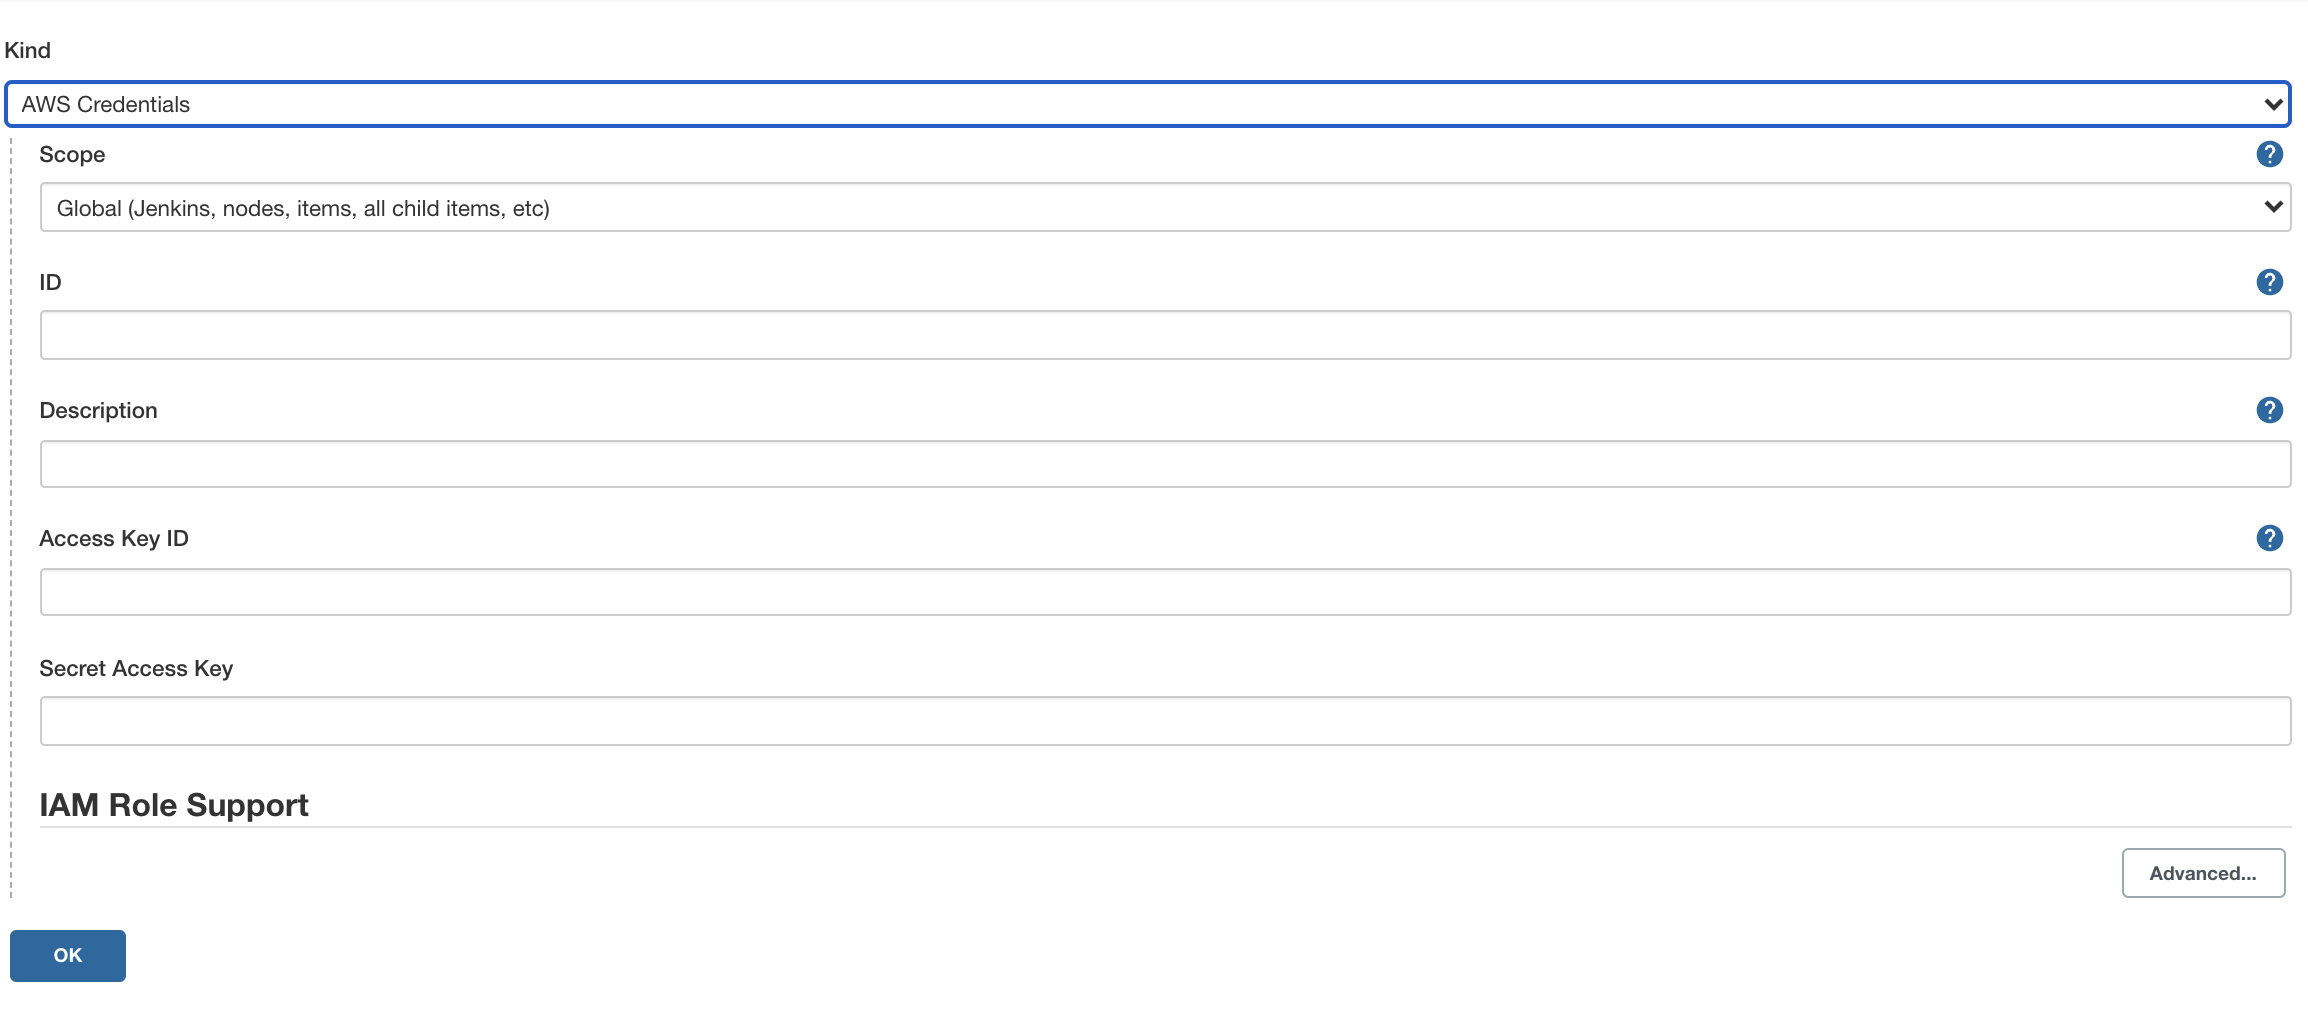 Kind
AWS Credentials
Scope
?
Global (Jenkins, nodes, items, all child items, etc)
ID
?
Description
?
Access Key ID
?
Secret Access Key
IAM Role Support
Advanced...
OK